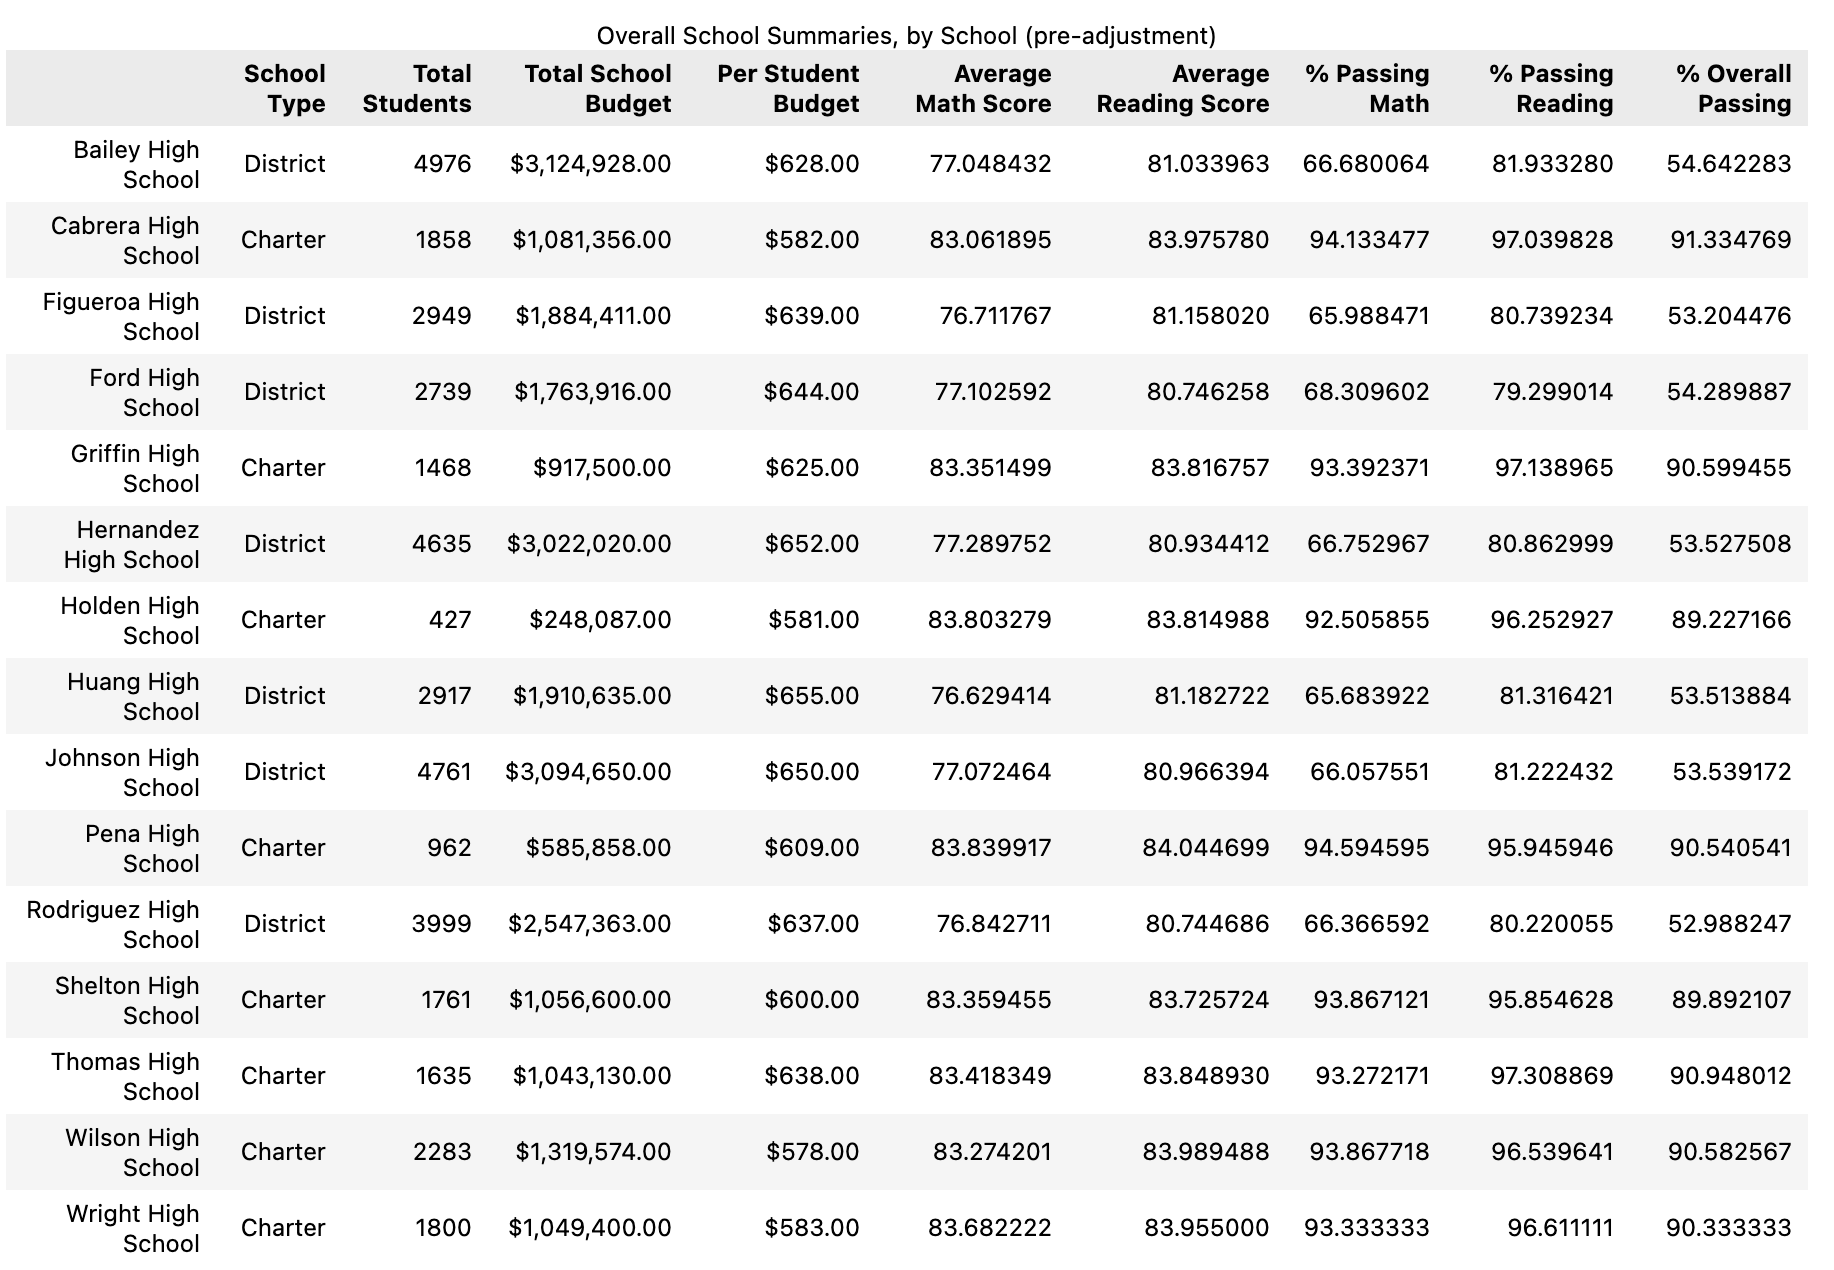 Overall School Summaries, by School (pre-adjustment)
School Type Total Students Total School Budget Per Student Budget Average Math Score Average Reading Score % Passing Math % Passing Reading % Overall Passing
Bailey High School District 4976 $3,124,928.00 $628.00 77.048432 81.033963 66.680064 81.933280 54.642283
Cabrera High School Charter 1858 $1,081,356.00 $582.00 83.061895 83.975780 94.133477 97.039828 91.334769
Figueroa High School District 2949 $1,884,411.00 $639.00 76.711767 81.158020 65.988471 80.739234 53.204476
Ford High School District 2739 $1,763,916.00 $644.00 77.102592 80.746258 68.309602 79.299014 54.289887
Griffin High School Charter 1468 $917,500.00 $625.00 83.351499 83.816757 93.392371 97.138965 90.599455
Hernandez High School District 4635 $3,022,020.00 $652.00 77.289752 80.934412 66.752967 80.862999 53.527508
Holden High School Charter 427 $248,087.00 $581.00 83.803279 83.814988 92.505855 96.252927 89.227166
Huang High School District 2917 $1,910,635.00 $655.00 76.629414 81.182722 65.683922 81.316421 53.513884
Johnson High School District 4761 $3,094,650.00 $650.00 77.072464 80.966394 66.057551 81.222432 53.539172
Pena High School Charter 962 $585,858.00 $609.00 83.839917 84.044699 94.594595 95.945946 90.540541
Rodriguez High School District 3999 $2,547,363.00 $637.00 76.842711 80.744686 66.366592 80.220055 52.988247
Shelton High School Charter 1761 $1,056,600.00 $600.00 83.359455 83.725724 93.867121 95.854628 89.892107
Thomas High School Charter 1635 $1,043,130.00 $638.00 83.418349 83.848930 93.272171 97.308869 90.948012
Wilson High School Charter 2283 $1,319,574.00 $578.00 83.274201 83.989488 93.867718 96.539641 90.582567
Wright High School Charter 1800 $1,049,400.00 $583.00 83.682222 83.955000 93.333333 96.611111 90.333333